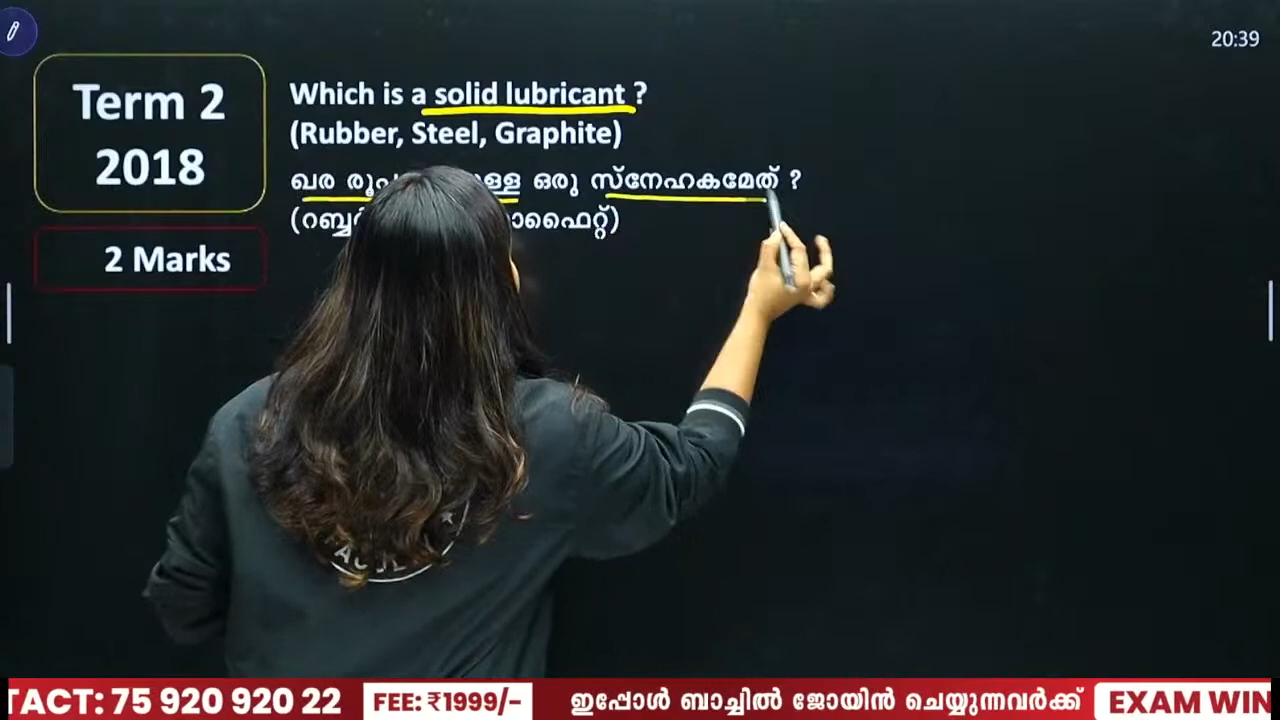 20:39
Term 2
2018
2 Marks
Which is a solid lubricant ?
(Rubber, Steel, Graphite)
ഖര ഒരു സ്നേഹകമേത് ?
TACT: 75 920 920 22
FEE: ₹1999/-
ഇപ്പോൾ ബാച്ചിൽ ജോയിൻ ചെയ്യുന്നവർക്ക്
EXAM WIN